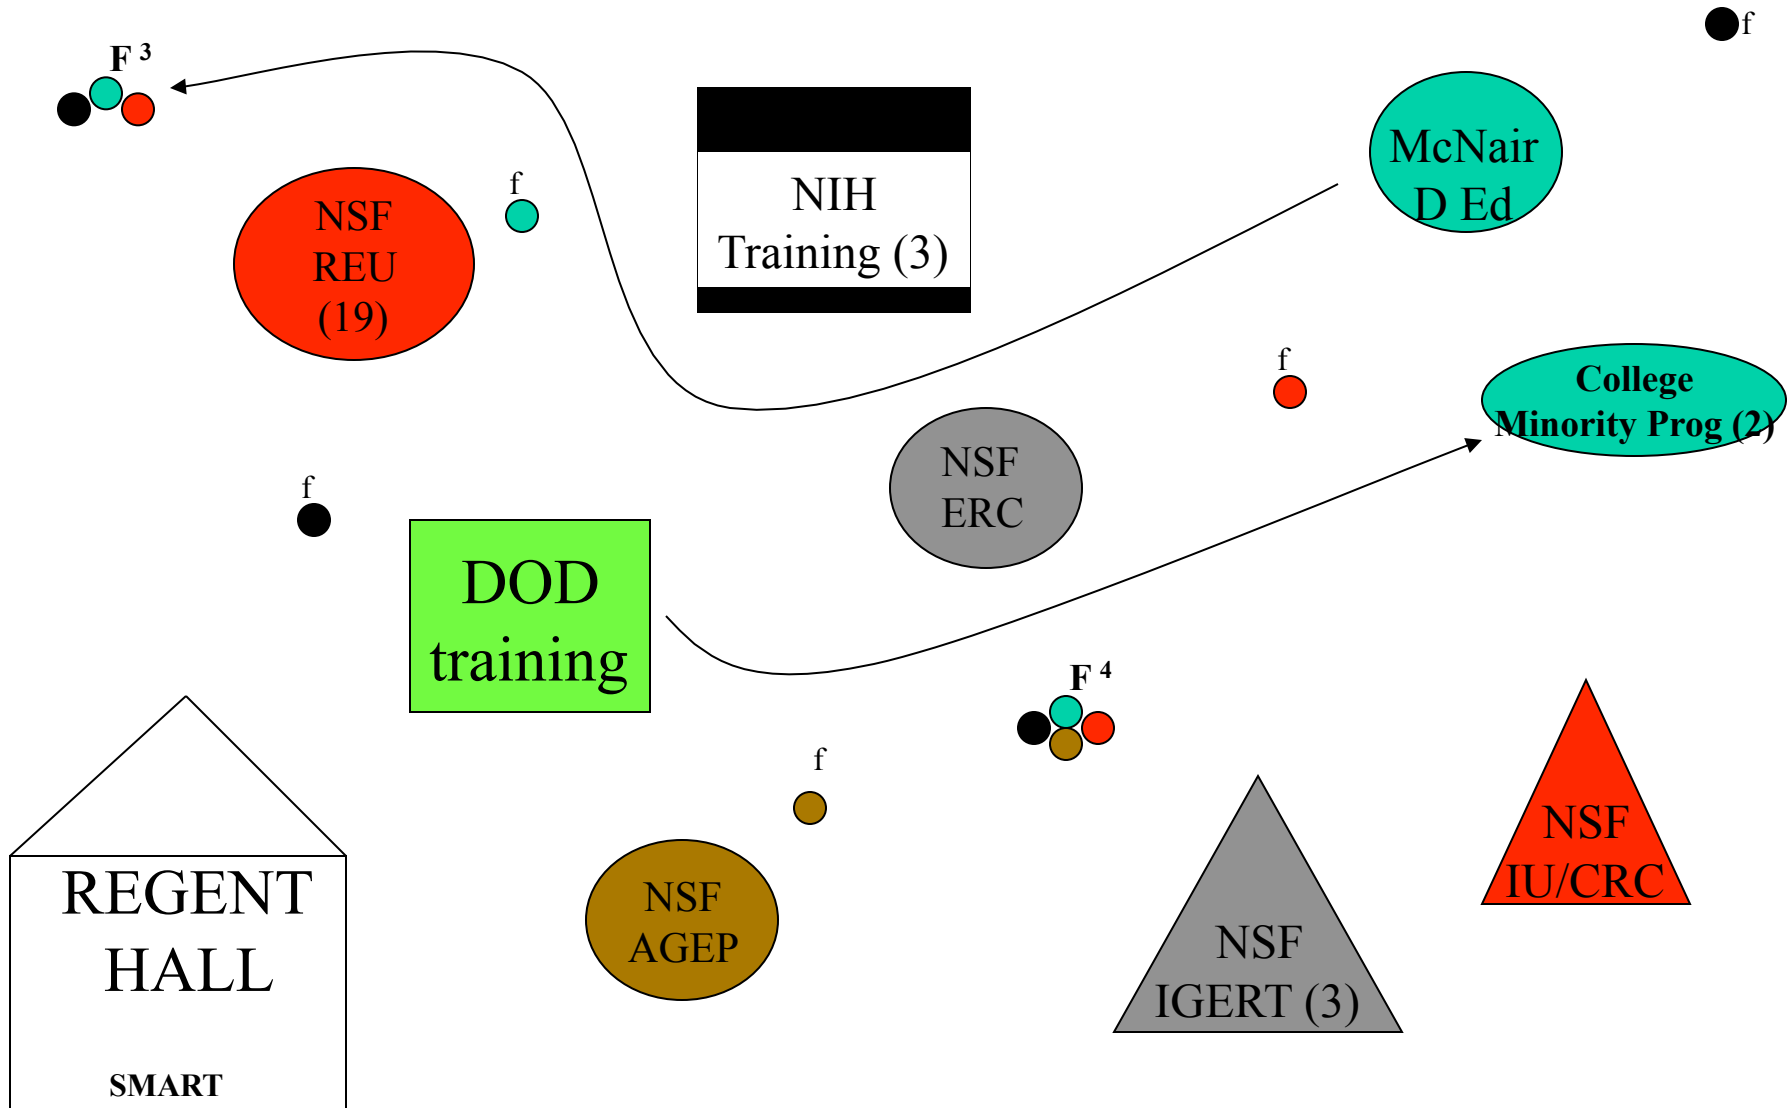 f
F 3
McNair
D Ed
NIH
Training (3)
f
NSF
REU
(19)
f
College
Minority Prog (2)
NSF
ERC
f
DOD
training
F 4
f
NSF
IU/CRC
REGENT
HALL
NSF
AGEP
NSF
IGERT (3)
SMART